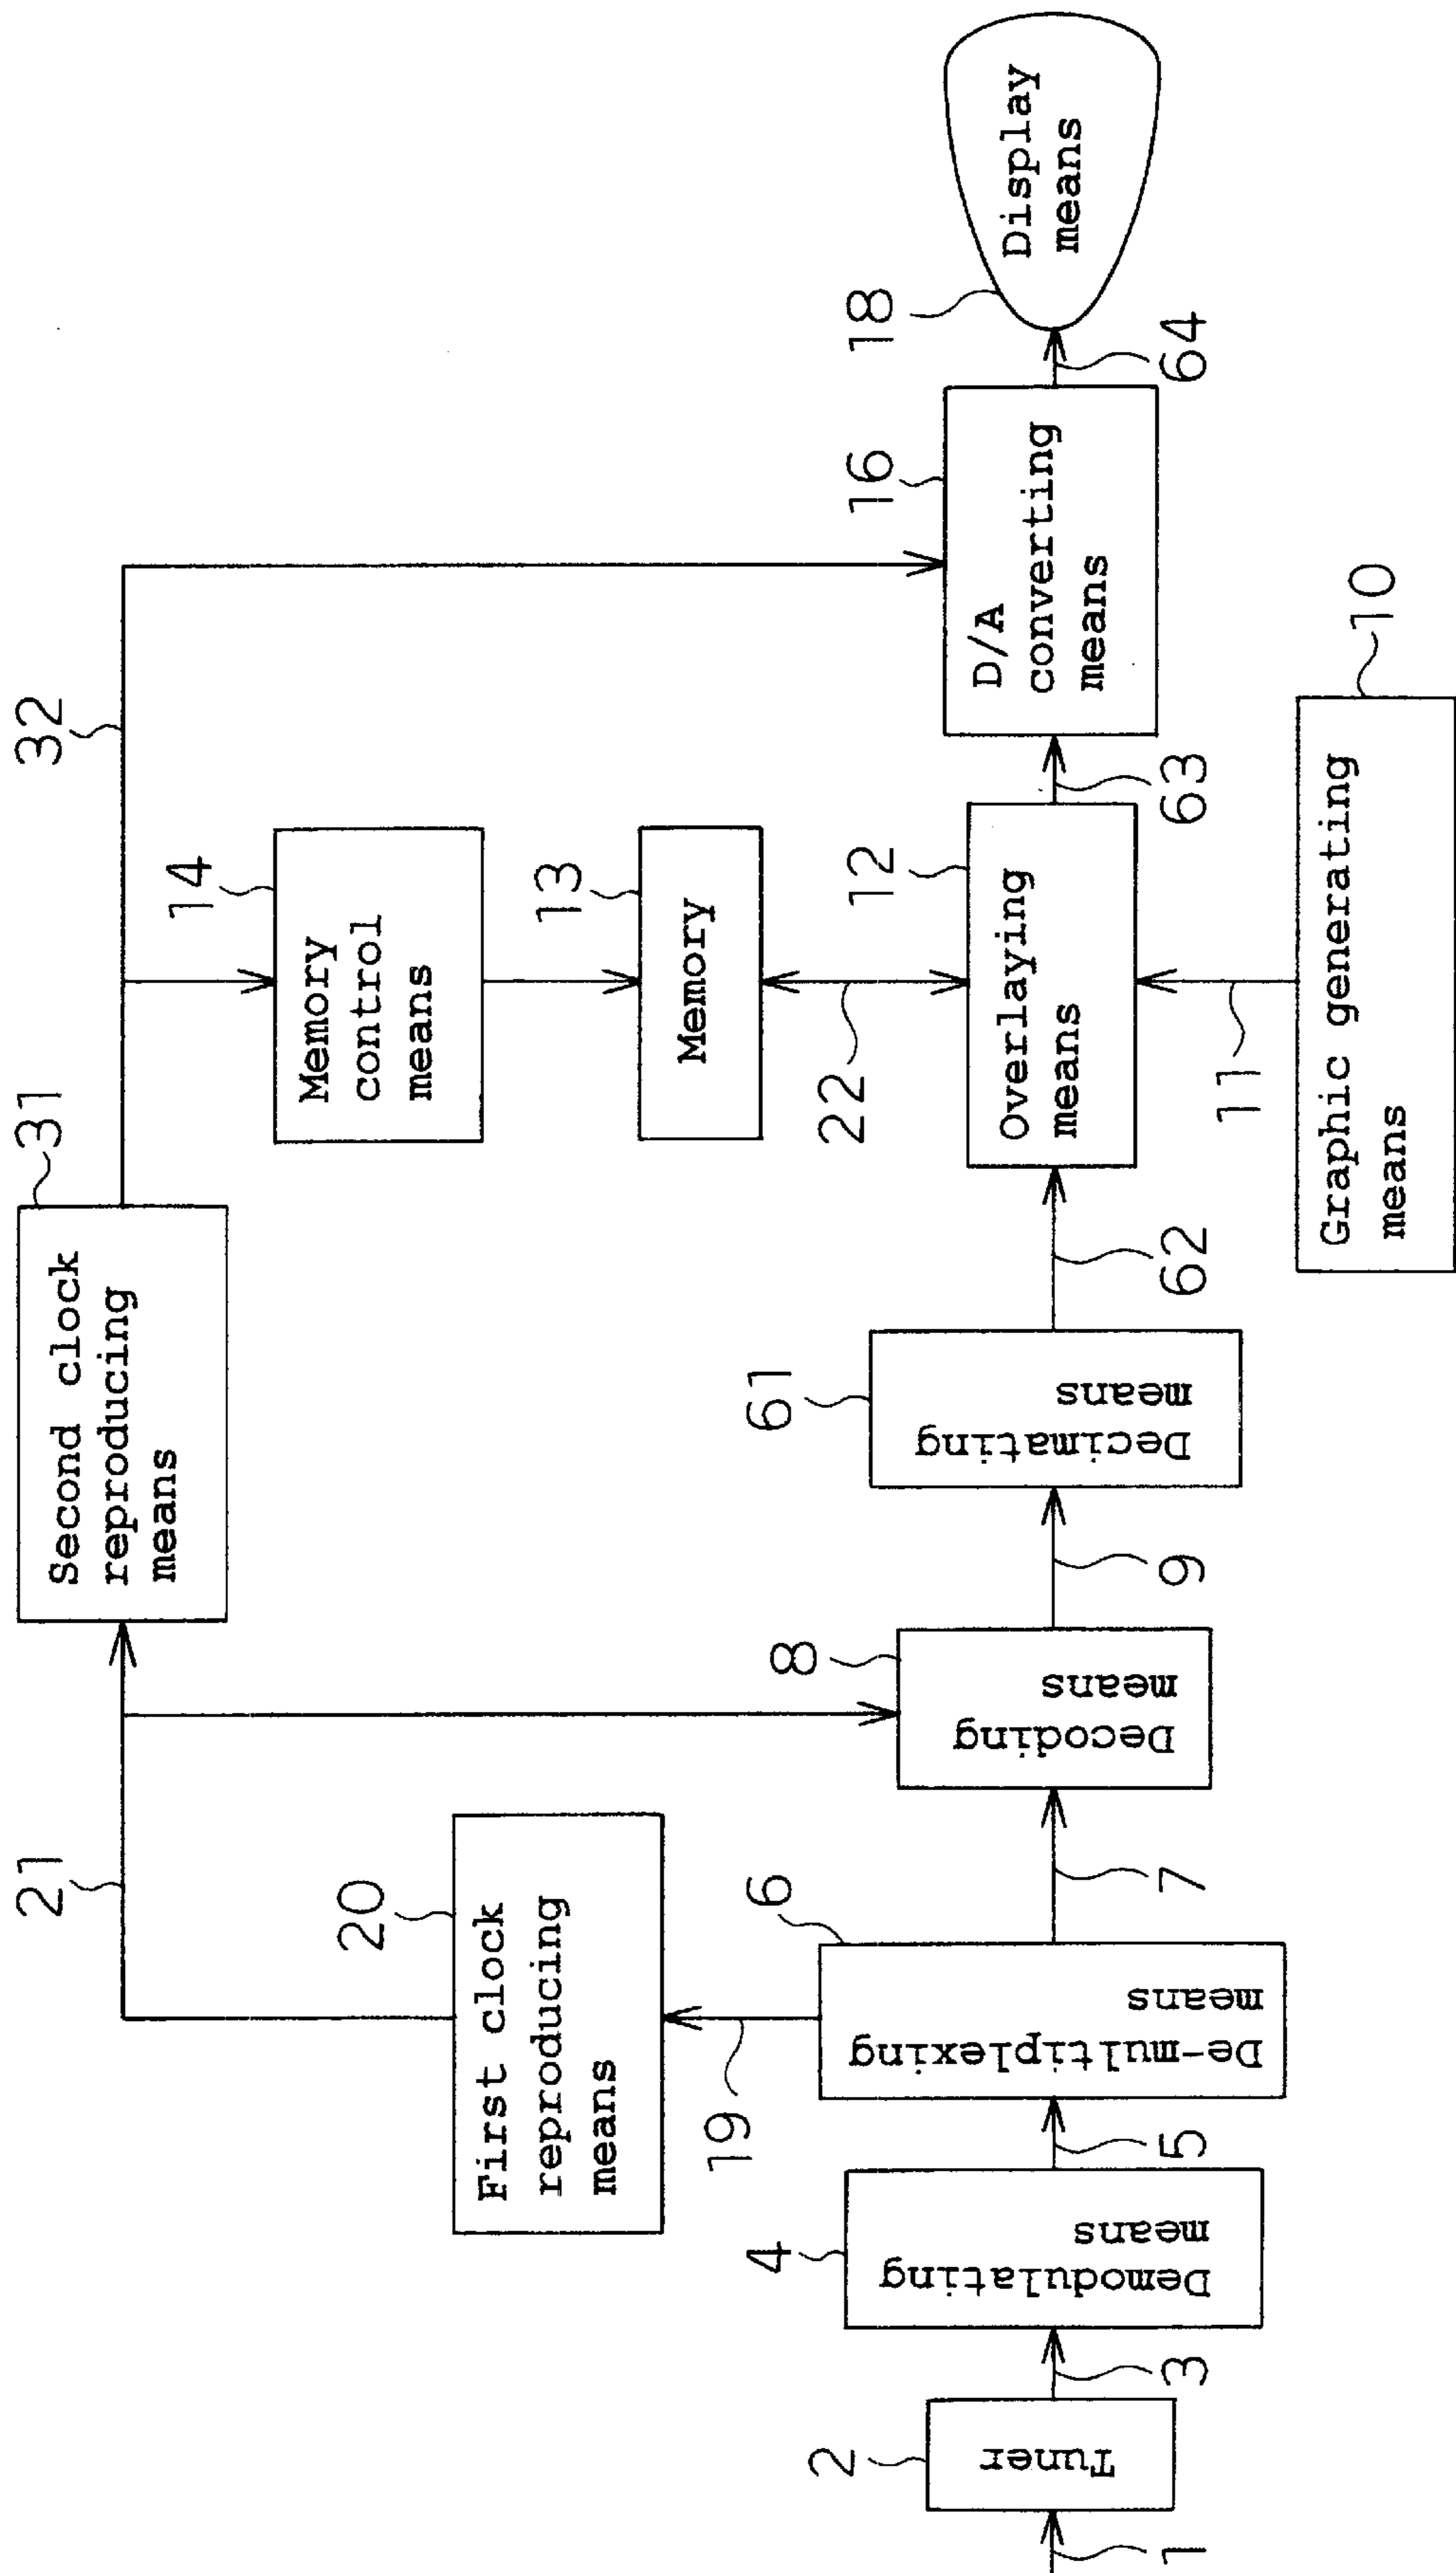 1
2
Tuner
3
4
Demodulating
means
5
6
De-multiplexing
means
7
8
Decoding
means
9
61
Decimating
means
62
12
Overlaying
means
63
16
D/A
converting
means
64
18
Display
means
19
20
First clock
reproducing
means
21
31
Second clock
reproducing
means
32
14
Memory
control
means
13
Memory
22
11
10
Graphic generating
means